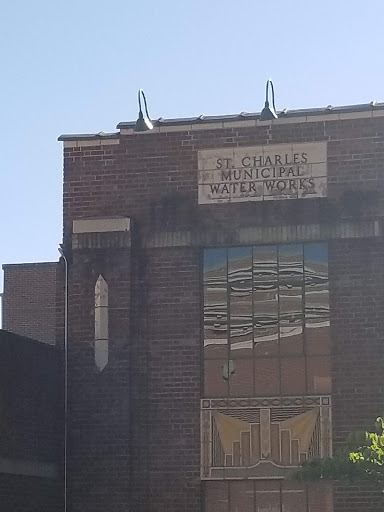 ST. CHARLES
MUNICIPAL
WATER WORKS